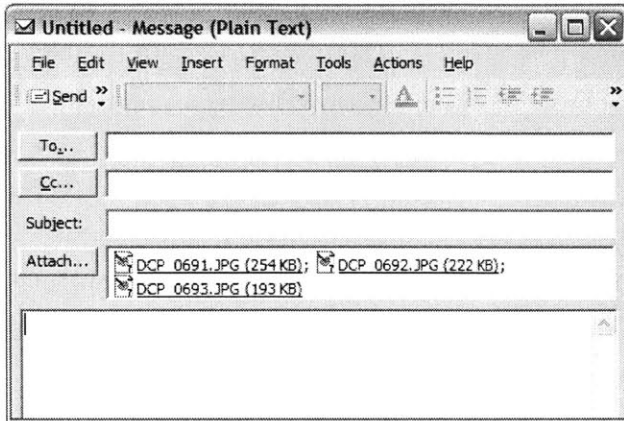 Untitled - Message (Plain Text)
File Edit View Insert Format Tools Actions Help
Send
To...
Cc...
Subject:
Attach... DCP_0691.JPG (254 KB); DCP_0692.JPG (222 KB);
DCP_0693.JPG (193 KB)